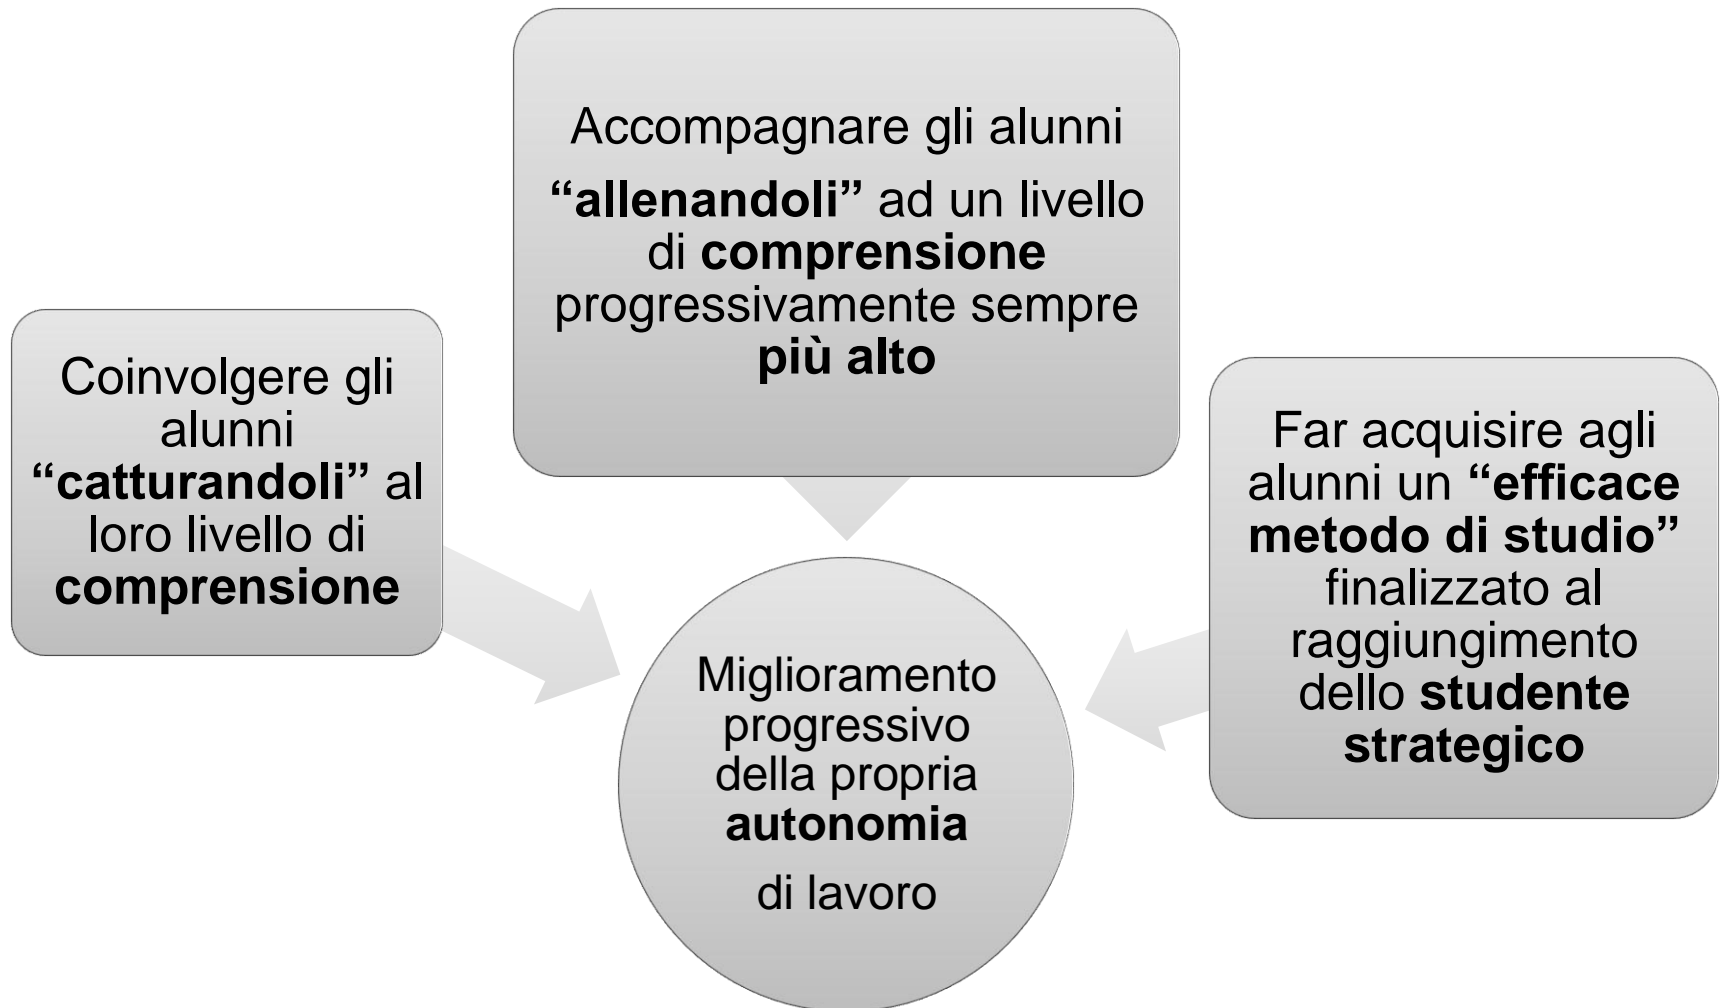 Accompagnare gli alunni
“allenandoli” ad un livello
di comprensione
progressivamente sempre
più alto
Coinvolgere gli
alunni
“catturandoli” al
loro livello di
comprensione
Far acquisire agli
alunni un “efficace
metodo di studio”
finalizzato al
raggiungimento
dello studente
strategico
Miglioramento
progressivo
della propria
autonomia
di lavoro